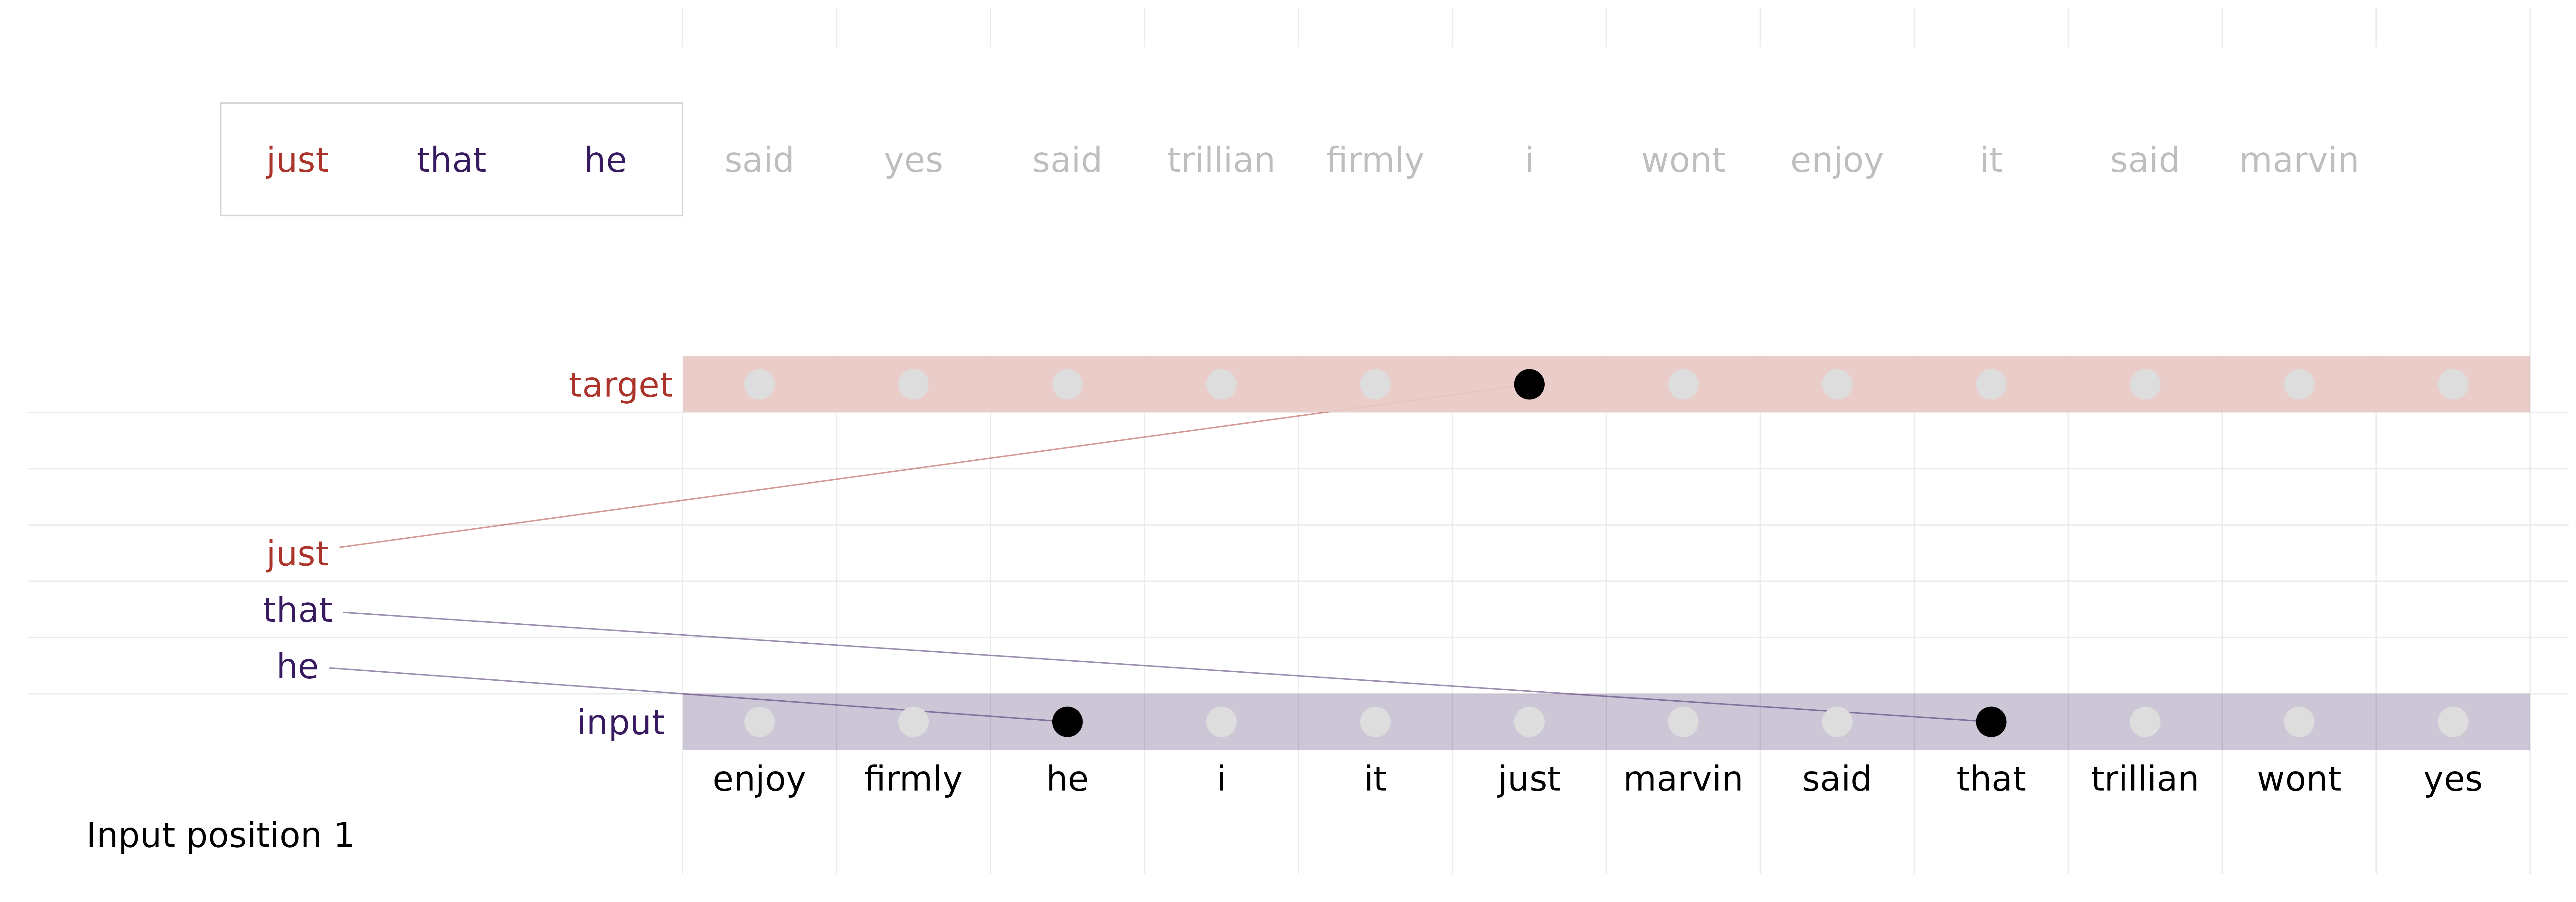 just that he said yes said trillian firmly i wont enjoy it said marvin
target
just
that
he
input
enjoy firmly he i it just marvin said that trillian wont yes
Input position 1